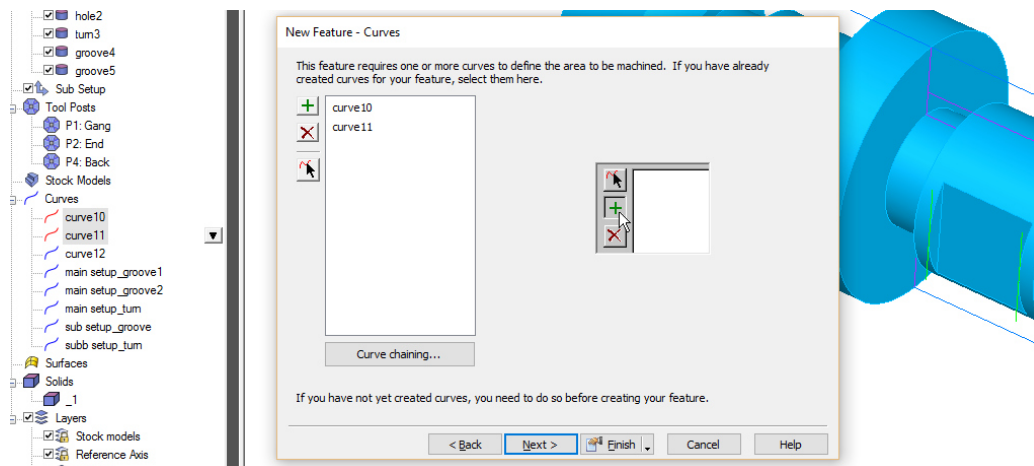 hole2
turn3
groove4
groove5
Sub Setup
Tool Posts
P1: Gang
P2: End
P4: Back
Stock Models
Curves
curve10
curve11
curve12
main setup_groove1
main setup_groove2
main setup_turn
sub setup_groove
subb setup_turn
Surfaces
Solids
_1
Layers
Stock models
Reference Axis
New Feature - Curves
This feature requires one or more curves to define the area to be machined. If you have already
created curves for your feature, select them here.
curve10
curve11
Curve chaining...
If you have not yet created curves, you need to do so before creating your feature.
< Back
Next >
Finish
Cancel
Help